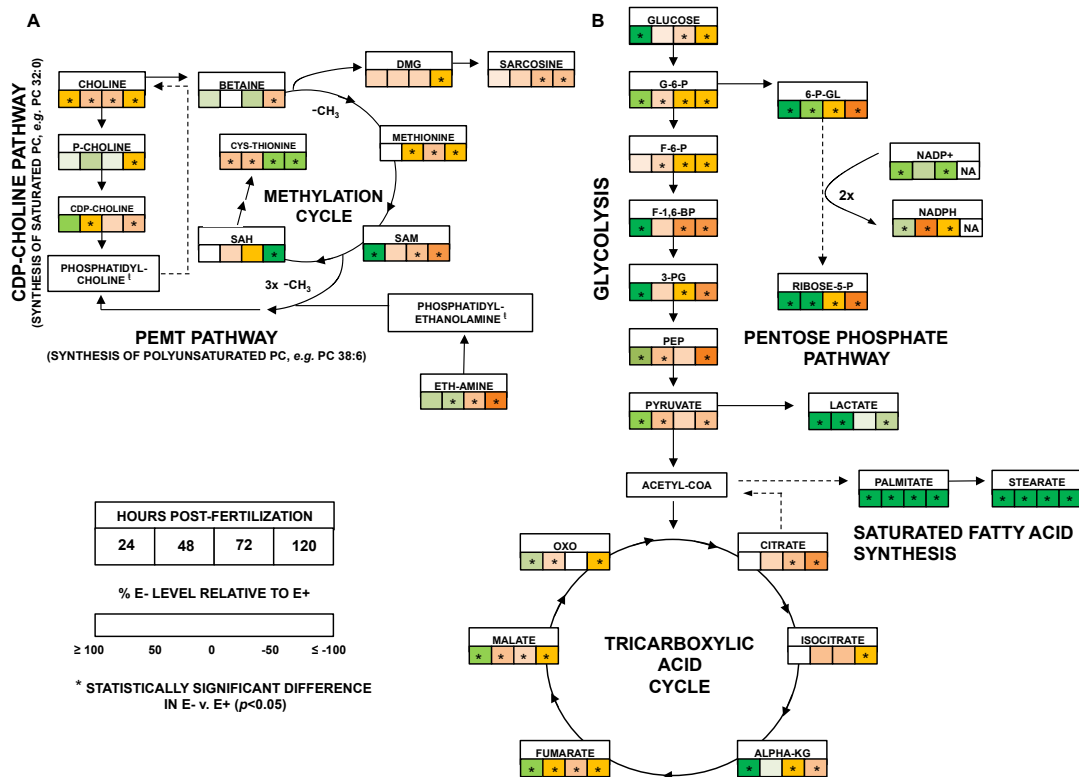 A
CDP-CHOLINE PATHWAY
(SYNTHESIS OF SATURATED PC, e.g. PC 32:0)
CHOLINE
* * * *
P-CHOLINE
*
CDP-CHOLINE
* * *
PHOSPHATIDYL-
CHOLINE ŧ
BETAINE
*
DMG
*
SARCOSINE
* *
–CH3
METHIONINE
* * *
CYS-THIONINE
* * * *
METHYLATION
CYCLE
SAH
*
SAM
* * * *
3x –CH3
PHOSPHATIDYL-
ETHANOLAMINE ŧ
PEMT PATHWAY
(SYNTHESIS OF POLYUNSATURATED PC, e.g. PC 38:6)
ETH-AMINE
* * *
HOURS POST-FERTILIZATION
24 48 72 120
% E- LEVEL RELATIVE TO E+
≥ 100 50 0 -50 ≤ -100
* STATISTICALLY SIGNIFICANT DIFFERENCE
IN E- v. E+ (p<0.05)
B
GLYCOLYSIS
GLUCOSE
* * *
G-6-P
* * * *
6-P-GL
* * * *
F-6-P
* * *
NADP+
* * NA
2x
NADPH
* * * NA
F-1,6-BP
* * * *
3-PG
* * *
RIBOSE-5-P
* * * *
PENTOSE PHOSPHATE
PATHWAY
PEP
* * *
PYRUVATE
* * *
LACTATE
* * *
ACETYL-COA
PALMITATE
* * * *
STEARATE
* * * *
SATURATED FATTY ACID
SYNTHESIS
OXO
* * *
CITRATE
* *
MALATE
* * * *
TRICARBOXYLIC
ACID
CYCLE
ISOCITRATE
*
FUMARATE
* * * *
ALPHA-KG
* * *